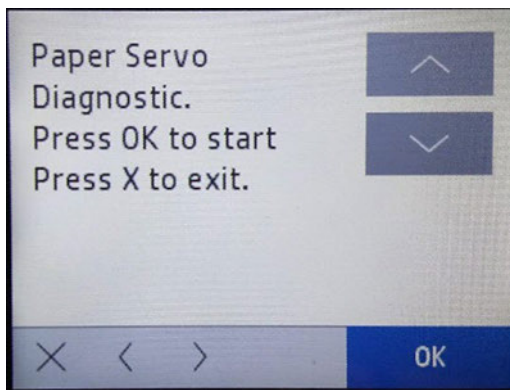 Paper Servo
Diagnostic.
Press OK to start
Press X to exit.
OK